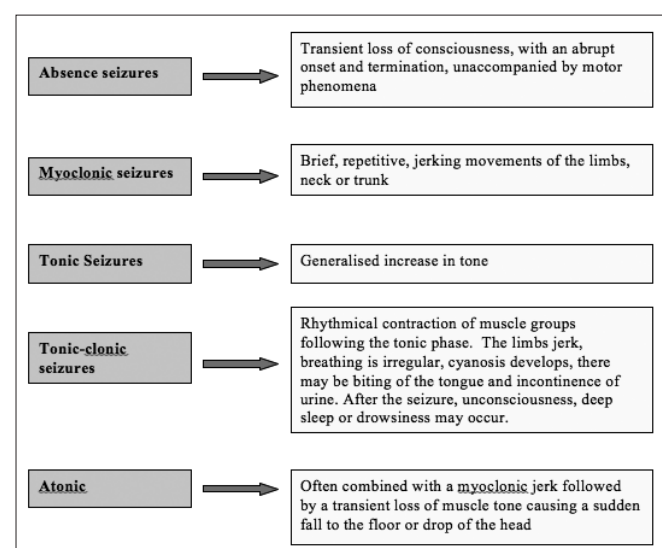 Absence seizures
Transient loss of consciousness, with an abrupt
onset and termination, unaccompanied by motor
phenomena
Myoclonic seizures
Brief, repetitive, jerking movements of the limbs,
neck or trunk
Tonic Seizures
Generalised increase in tone
Tonic-clonic
seizures
Rhythmical contraction of muscle groups
following the tonic phase. The limbs jerk,
breathing is irregular, cyanosis develops, there
may be biting of the tongue and incontinence of
urine. After the seizure, unconsciousness, deep
sleep or drowsiness may occur.
Atonic
Often combined with a myoclonic jerk followed
by a transient loss of muscle tone causing a sudden
fall to the floor or drop of the head